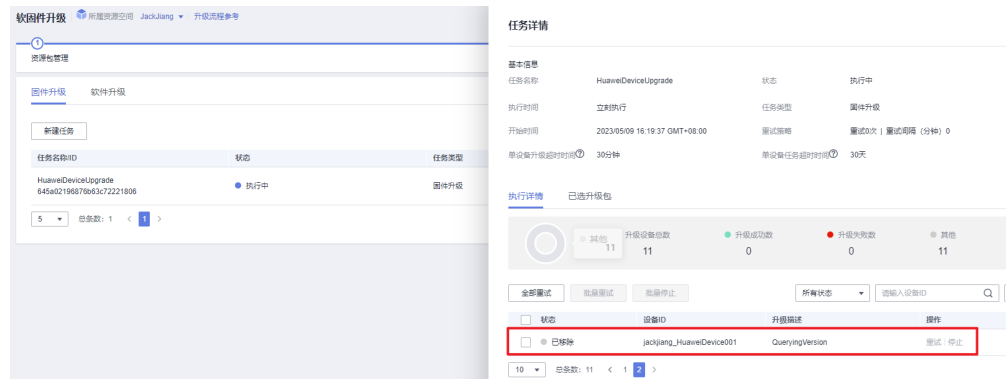 软固件升级 所属资源空间 JackJiang 升级流程参考
1
资源包管理
固件升级 软件升级
新建任务
任务名称/ID 状态 任务类型
HuaweiDeviceUpgrade
645a02196876b63c72221806 执行中 固件升级
5 总条数: 1 < 1 >
任务详情
基本信息
任务名称 HuaweiDeviceUpgrade 状态 执行中
执行时间 立刻执行 任务类型 固件升级
开始时间 2023/05/09 16:19:37 GMT+08:00 重试策略 重试0次 | 重试间隔（分钟）0
单设备升级超时时间 30分钟 单设备任务超时时间 30天
执行详情 已选升级包
其他 11
升级设备总数 升级成功数 升级失败数 其他
11 0 0 11
全部重试 批量重试 批量停止 所有状态 请输入设备ID
状态 设备ID 升级描述 操作
已移除 jackjiang_HuaweiDevice001 QueryingVersion 重试 | 停止
10 总条数: 11 < 1 2 >